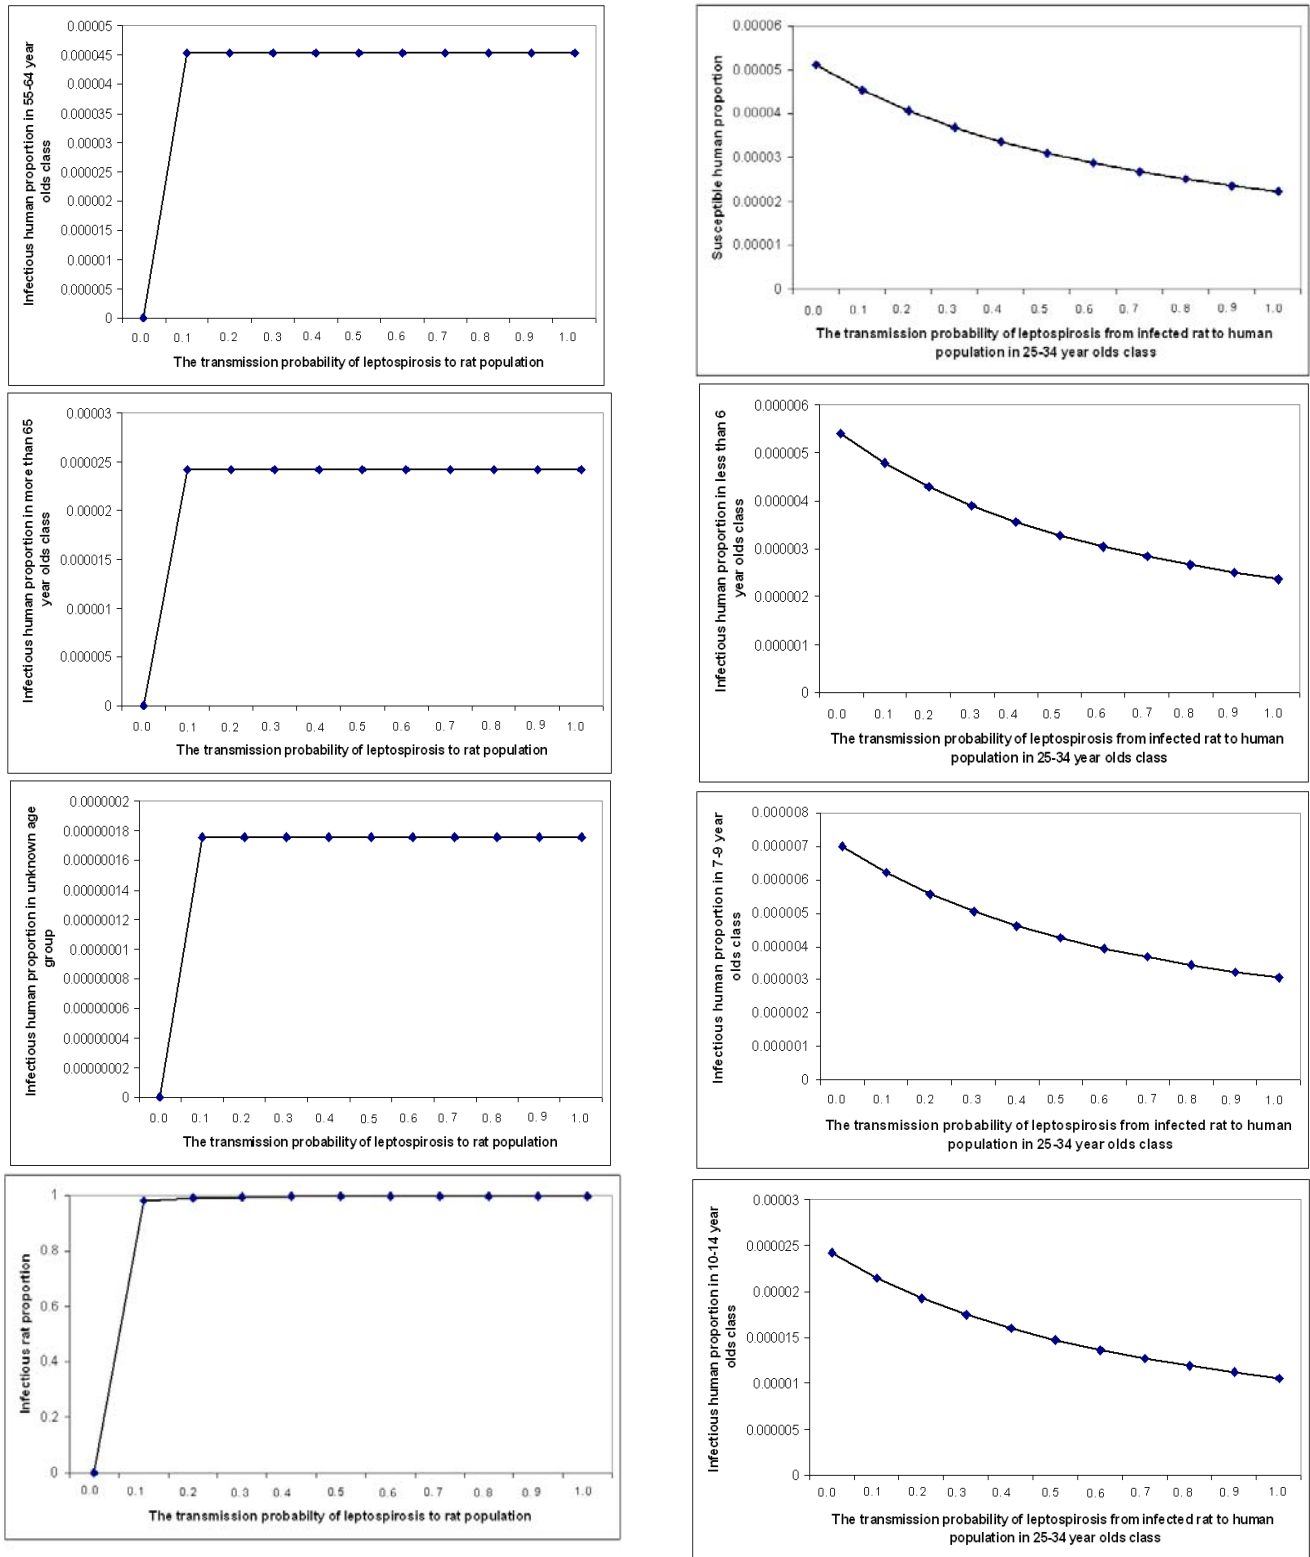 0.00005
0.000045
0.00004
0.000035
0.00003
0.000025
0.00002
0.000015
0.00001
0.000005
0
Infectious human proportion in 55-64 year
olds class
0.0 0.1 0.2 0.3 0.4 0.5 0.6 0.7 0.8 0.9 1.0
The transmission probability of leptospirosis to rat population
0.00006
0.00005
0.00004
0.00003
0.00002
0.00001
0
Susceptible human proportion
0.0 0.1 0.2 0.3 0.4 0.5 0.6 0.7 0.8 0.9 1.0
The transmission probability of leptospirosis from infected rat to human
population in 25-34 year olds class
0.00003
0.000025
0.00002
0.000015
0.00001
0.000005
0
Infectious human proportion in more than 65
year olds class
0.0 0.1 0.2 0.3 0.4 0.5 0.6 0.7 0.8 0.9 1.0
The transmission probability of leptospirosis to rat population
0.000006
0.000005
0.000004
0.000003
0.000002
0.000001
0
Infectious human proportion in less than 6
year olds class
0.0 0.1 0.2 0.3 0.4 0.5 0.6 0.7 0.8 0.9 1.0
The transmission probability of leptospirosis from infected rat to human
population in 25-34 year olds class
0.0000002
0.00000018
0.00000016
0.00000014
0.00000012
0.0000001
0.00000008
0.00000006
0.00000004
0.00000002
0
Infectious human proportion in unknown age
group
0.0 0.1 0.2 0.3 0.4 0.5 0.6 0.7 0.8 0.9 1.0
The transmission probability of leptospirosis to rat population
0.000008
0.000007
0.000006
0.000005
0.000004
0.000003
0.000002
0.000001
0
Infectious human proportion in 7-9 year
olds class
0.0 0.1 0.2 0.3 0.4 0.5 0.6 0.7 0.8 0.9 1.0
The transmission probability of leptospirosis from infected rat to human
population in 25-34 year olds class
1
0.8
0.6
0.4
0.2
0
Infectious rat proportion
0.0 0.1 0.2 0.3 0.4 0.5 0.6 0.7 0.8 0.9 1.0
The transmission probability of leptospirosis to rat population
0.00003
0.000025
0.00002
0.000015
0.00001
0.000005
0
Infectious human proportion in 10-14 year
olds class
0.0 0.1 0.2 0.3 0.4 0.5 0.6 0.7 0.8 0.9 1.0
The transmission probability of leptospirosis from infected rat to human
population in 25-34 year olds class